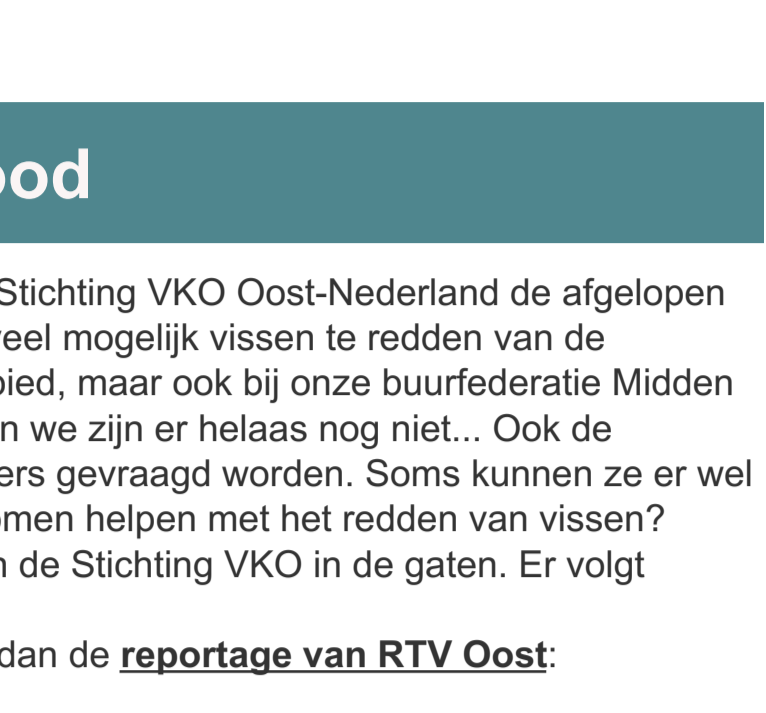 ood
Stichting VKO Oost-Nederland de afgelopen
veel mogelijk vissen te redden van de
bied, maar ook bij onze buurfederatie Midden
n we zijn er helaas nog niet... Ook de
ers gevraagd worden. Soms kunnen ze er wel
omen helpen met het redden van vissen?
n de Stichting VKO in de gaten. Er volgt
dan de reportage van RTV Oost: